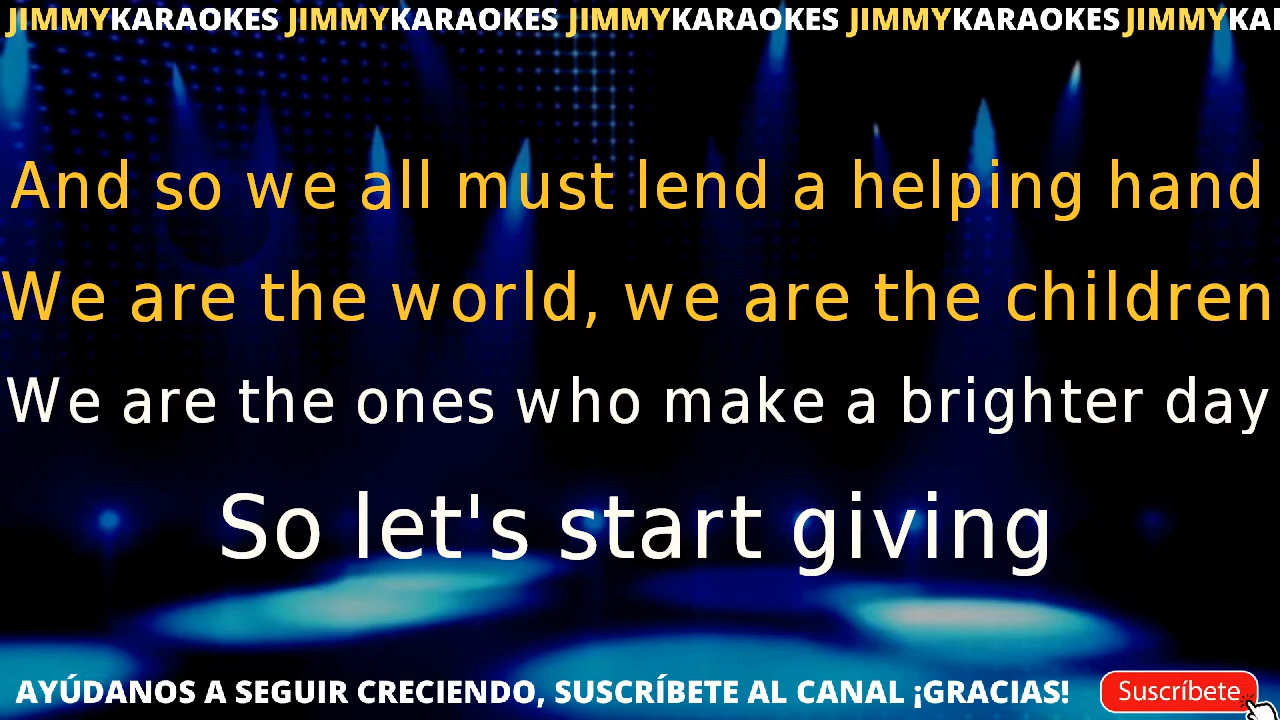 JIMMYKARAOKES JIMMYKARAOKES JIMMYKARAOKES JIMMYKARAOKES JIMMYKA
And so we all must lend a helping hand
We are the world, we are the children
We are the ones who make a brighter day
So let's start giving
AYÚDANOS A SEGUIR CRECIENDO, SUSCRÍBETE AL CANAL ¡GRACIAS! Suscríbete